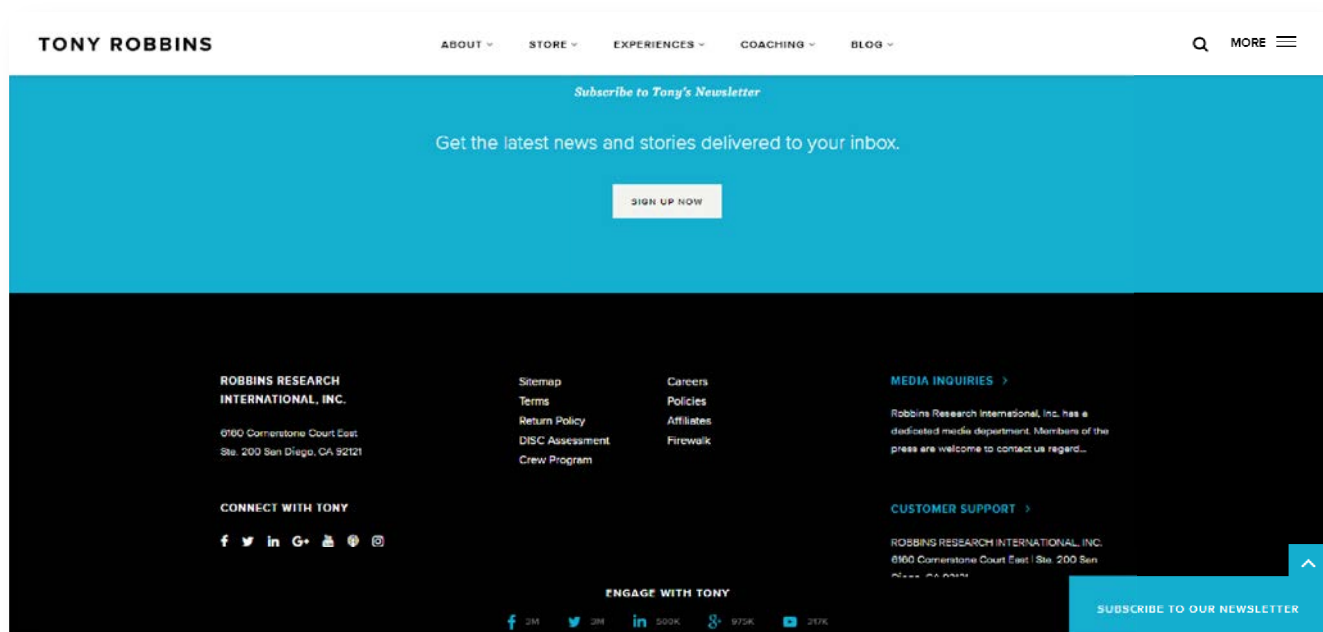 TONY ROBBINS
ABOUT
STORE
EXPERIENCES
COACHING
BLOG
MORE
Subscribe to Tony's Newsletter
Get the latest news and stories delivered to your inbox.
SIGN UP NOW
ROBBINS RESEARCH
INTERNATIONAL, INC.
6160 Cornerstone Court East
Ste. 200 San Diego, CA 92121
CONNECT WITH TONY
Sitemap
Terms
Return Policy
DISC Assessment
Crew Program
Careers
Policies
Affiliates
Firewalk
MEDIA INQUIRIES >
Robbins Research International, Inc. has a
dedicated media department. Members of the
press are welcome to contact us regard...
CUSTOMER SUPPORT >
ROBBINS RESEARCH INTERNATIONAL, INC.
6160 Cornerstone Court East | Ste. 200 San
Diego, CA 92121
ENGAGE WITH TONY
3M
3M
500K
975K
317K
SUBSCRIBE TO OUR NEWSLETTER